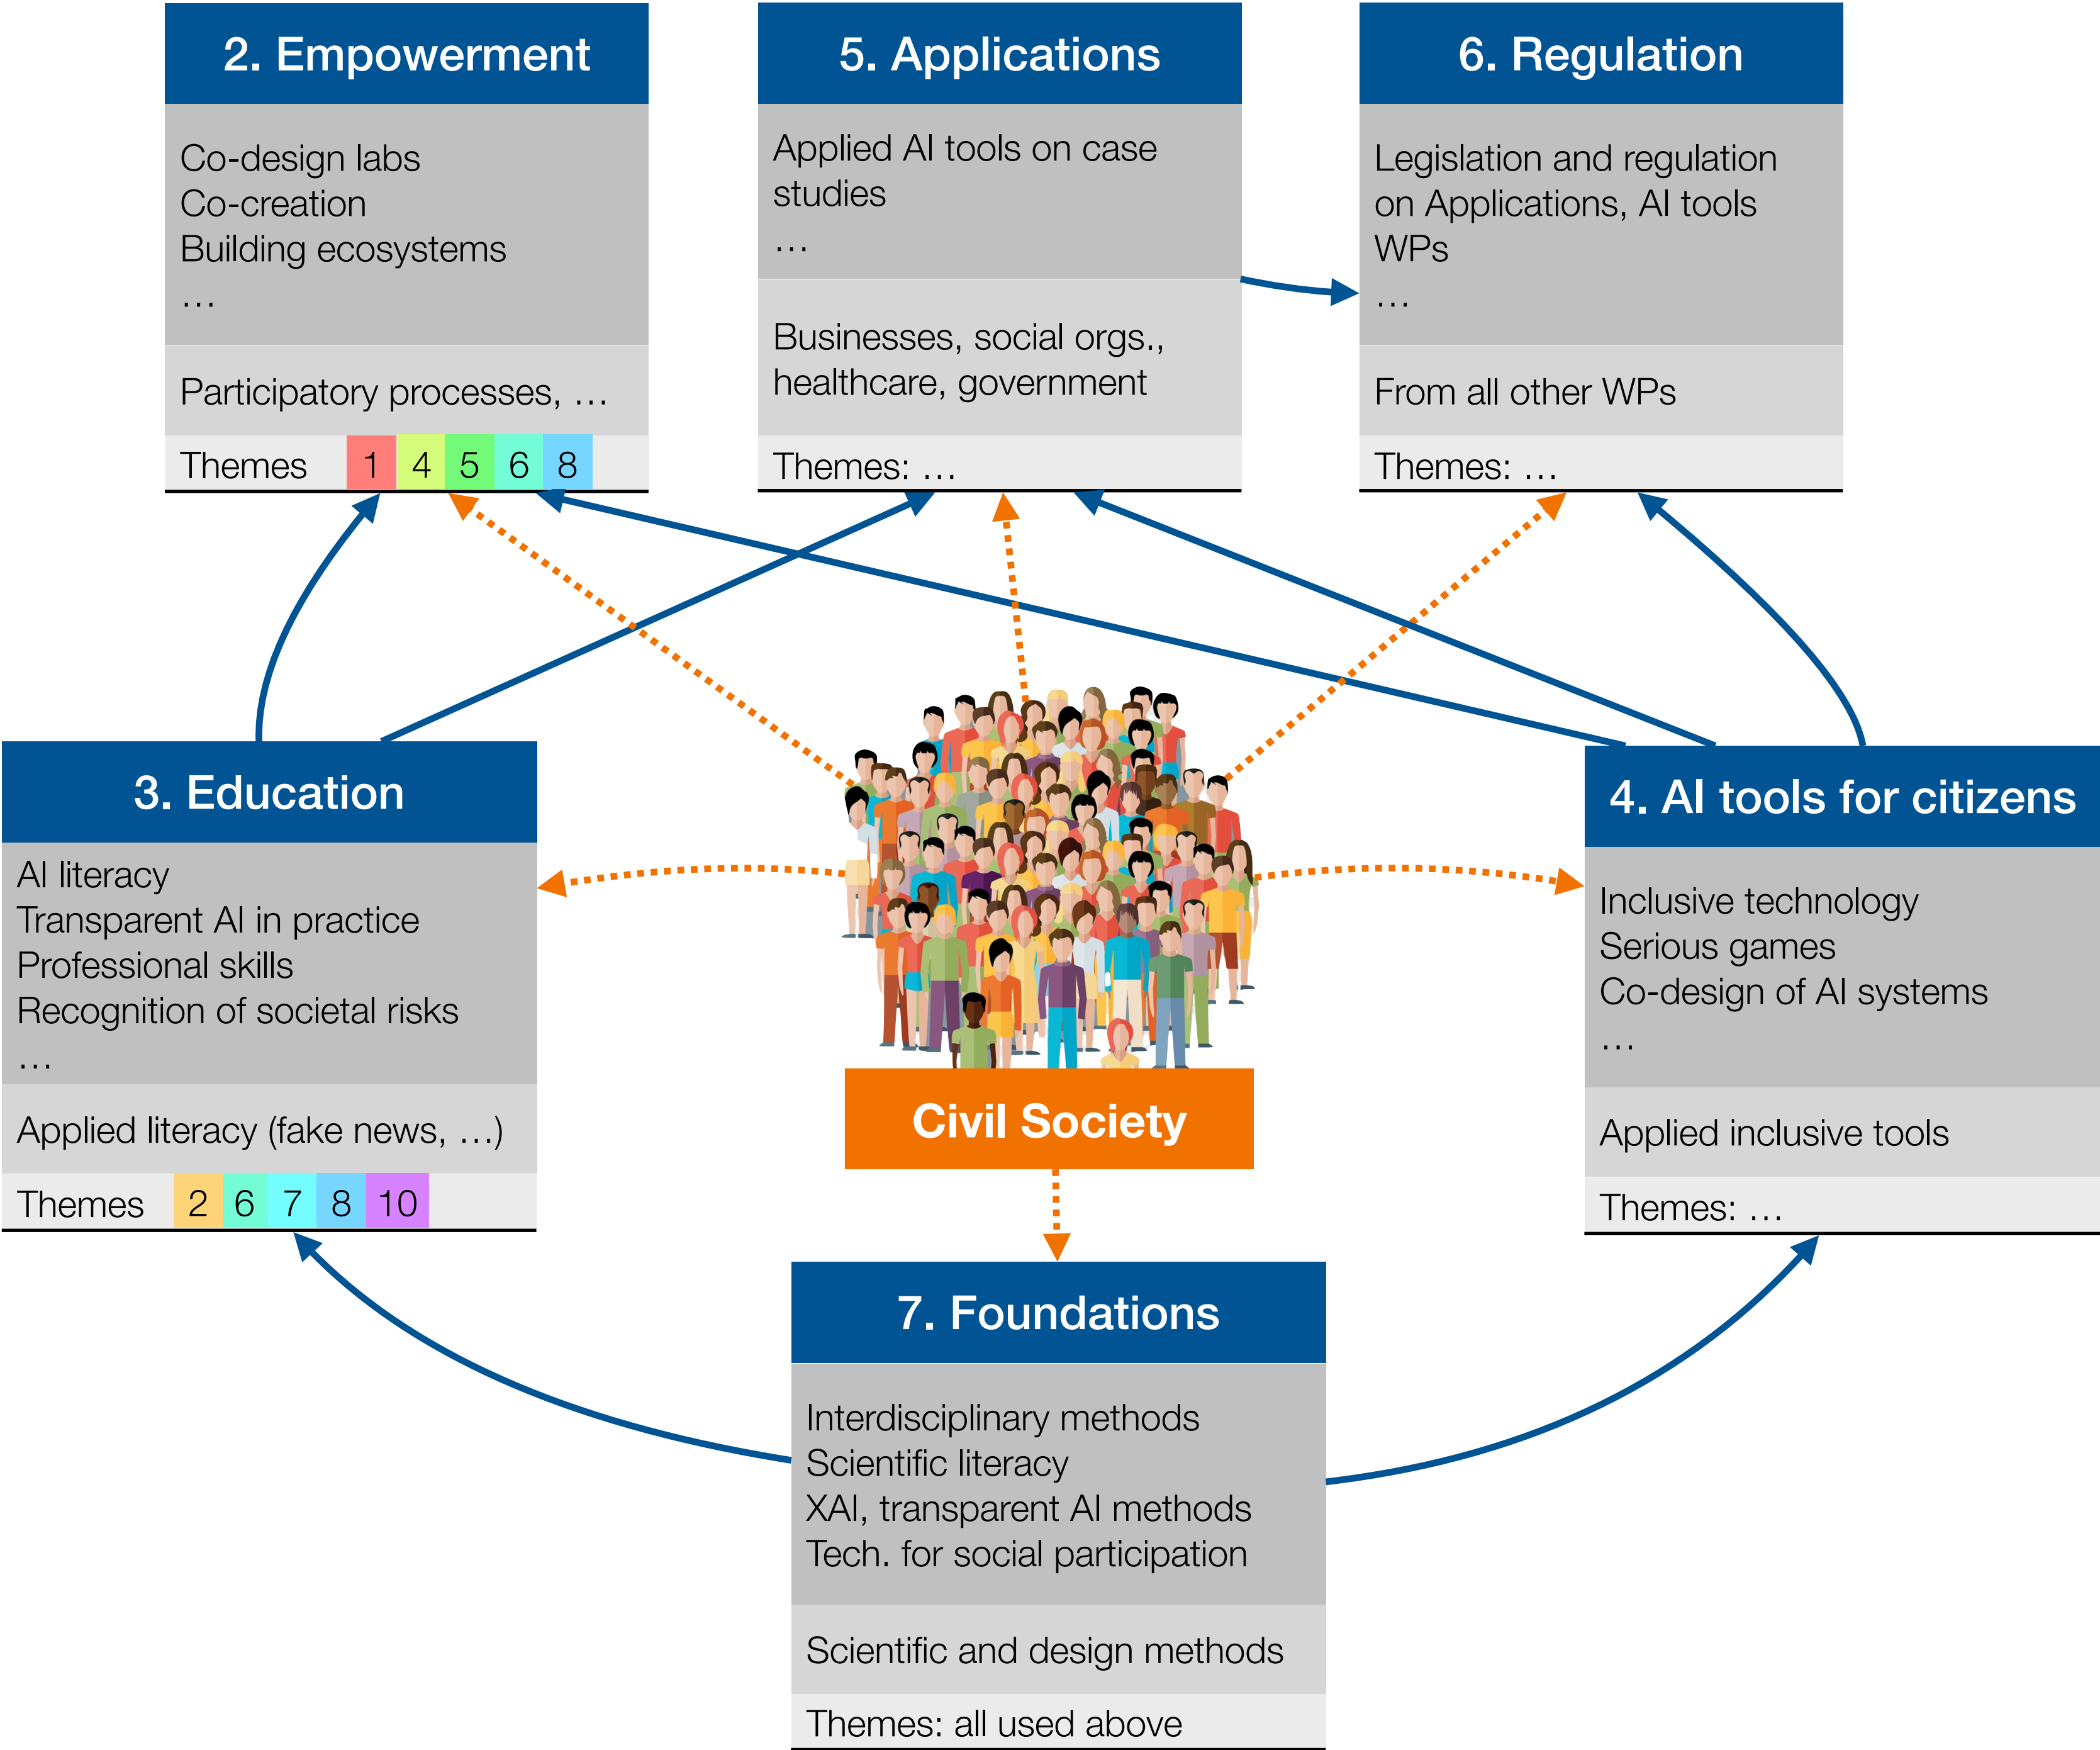 2. Empowerment
Co-design labs
Co-creation
Building ecosystems
…
Participatory processes, …
Themes 1 4 5 6 8
5. Applications
Applied AI tools on case
studies
…
Businesses, social orgs.,
healthcare, government
Themes: …
6. Regulation
Legislation and regulation
on Applications, AI tools
WPs
…
From all other WPs
Themes: …
3. Education
AI literacy
Transparent AI in practice
Professional skills
Recognition of societal risks
…
Applied literacy (fake news, …)
Themes 2 6 7 8 10
Civil Society
4. AI tools for citizens
Inclusive technology
Serious games
Co-design of AI systems
…
Applied inclusive tools
Themes: …
7. Foundations
Interdisciplinary methods
Scientific literacy
XAI, transparent AI methods
Tech. for social participation
Scientific and design methods
Themes: all used above